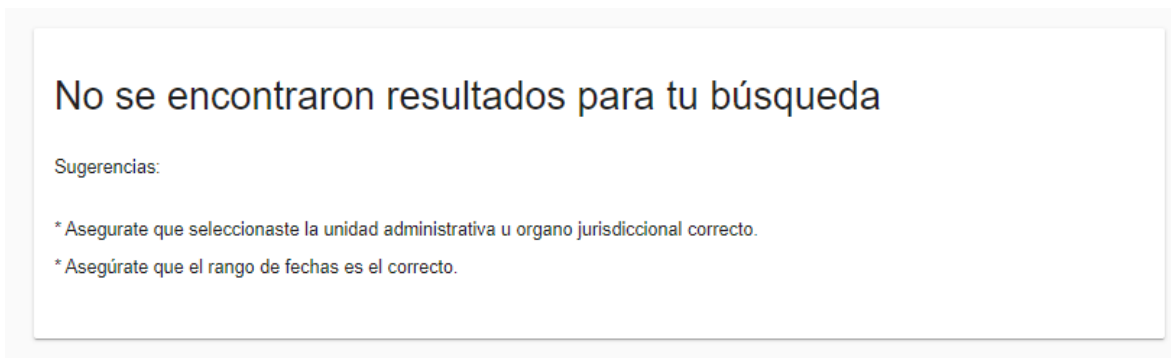 No se encontraron resultados para tu búsqueda
Sugerencias:
* Asegurate que seleccionaste la unidad administrativa u organo jurisdiccional correcto.
* Asegúrate que el rango de fechas es el correcto.